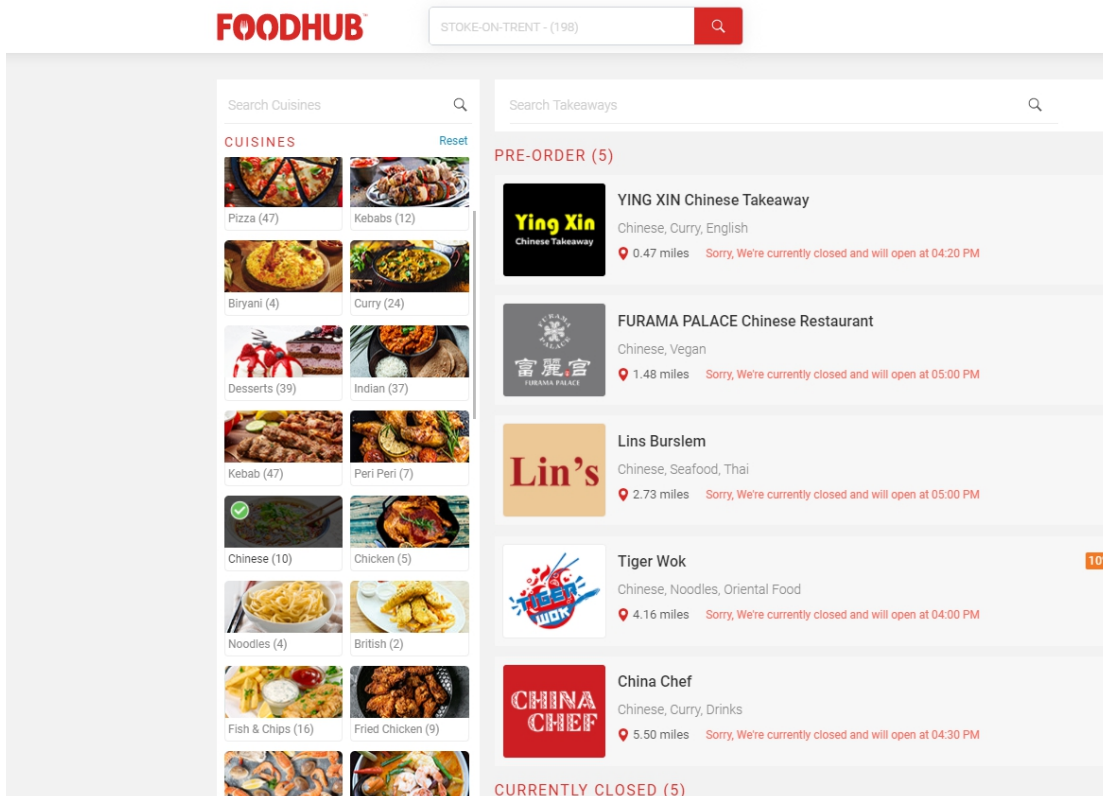 FOODHUB™
STOKE-ON-TRENT - (198)
Search Cuisines
CUISINES
Reset
Pizza (47)
Kebabs (12)
Biryani (4)
Curry (24)
Desserts (39)
Indian (37)
Kebab (47)
Peri Peri (7)
Chinese (10)
Chicken (5)
Noodles (4)
British (2)
Fish & Chips (16)
Fried Chicken (9)
Search Takeaways
PRE-ORDER (5)
Ying Xin
Chinese Takeaway
YING XIN Chinese Takeaway
Chinese, Curry, English
0.47 miles Sorry, We're currently closed and will open at 04:20 PM
FURAMA
PALACE
富麗宮
FURAMA PALACE
FURAMA PALACE Chinese Restaurant
Chinese, Vegan
1.48 miles Sorry, We're currently closed and will open at 05:00 PM
Lin's
Lins Burslem
Chinese, Seafood, Thai
2.73 miles Sorry, We're currently closed and will open at 05:00 PM
TIGER
WOK
Tiger Wok
10
Chinese, Noodles, Oriental Food
4.16 miles Sorry, We're currently closed and will open at 04:00 PM
CHINA
CHEF
China Chef
Chinese, Curry, Drinks
5.50 miles Sorry, We're currently closed and will open at 04:30 PM
CURRENTLY CLOSED (5)